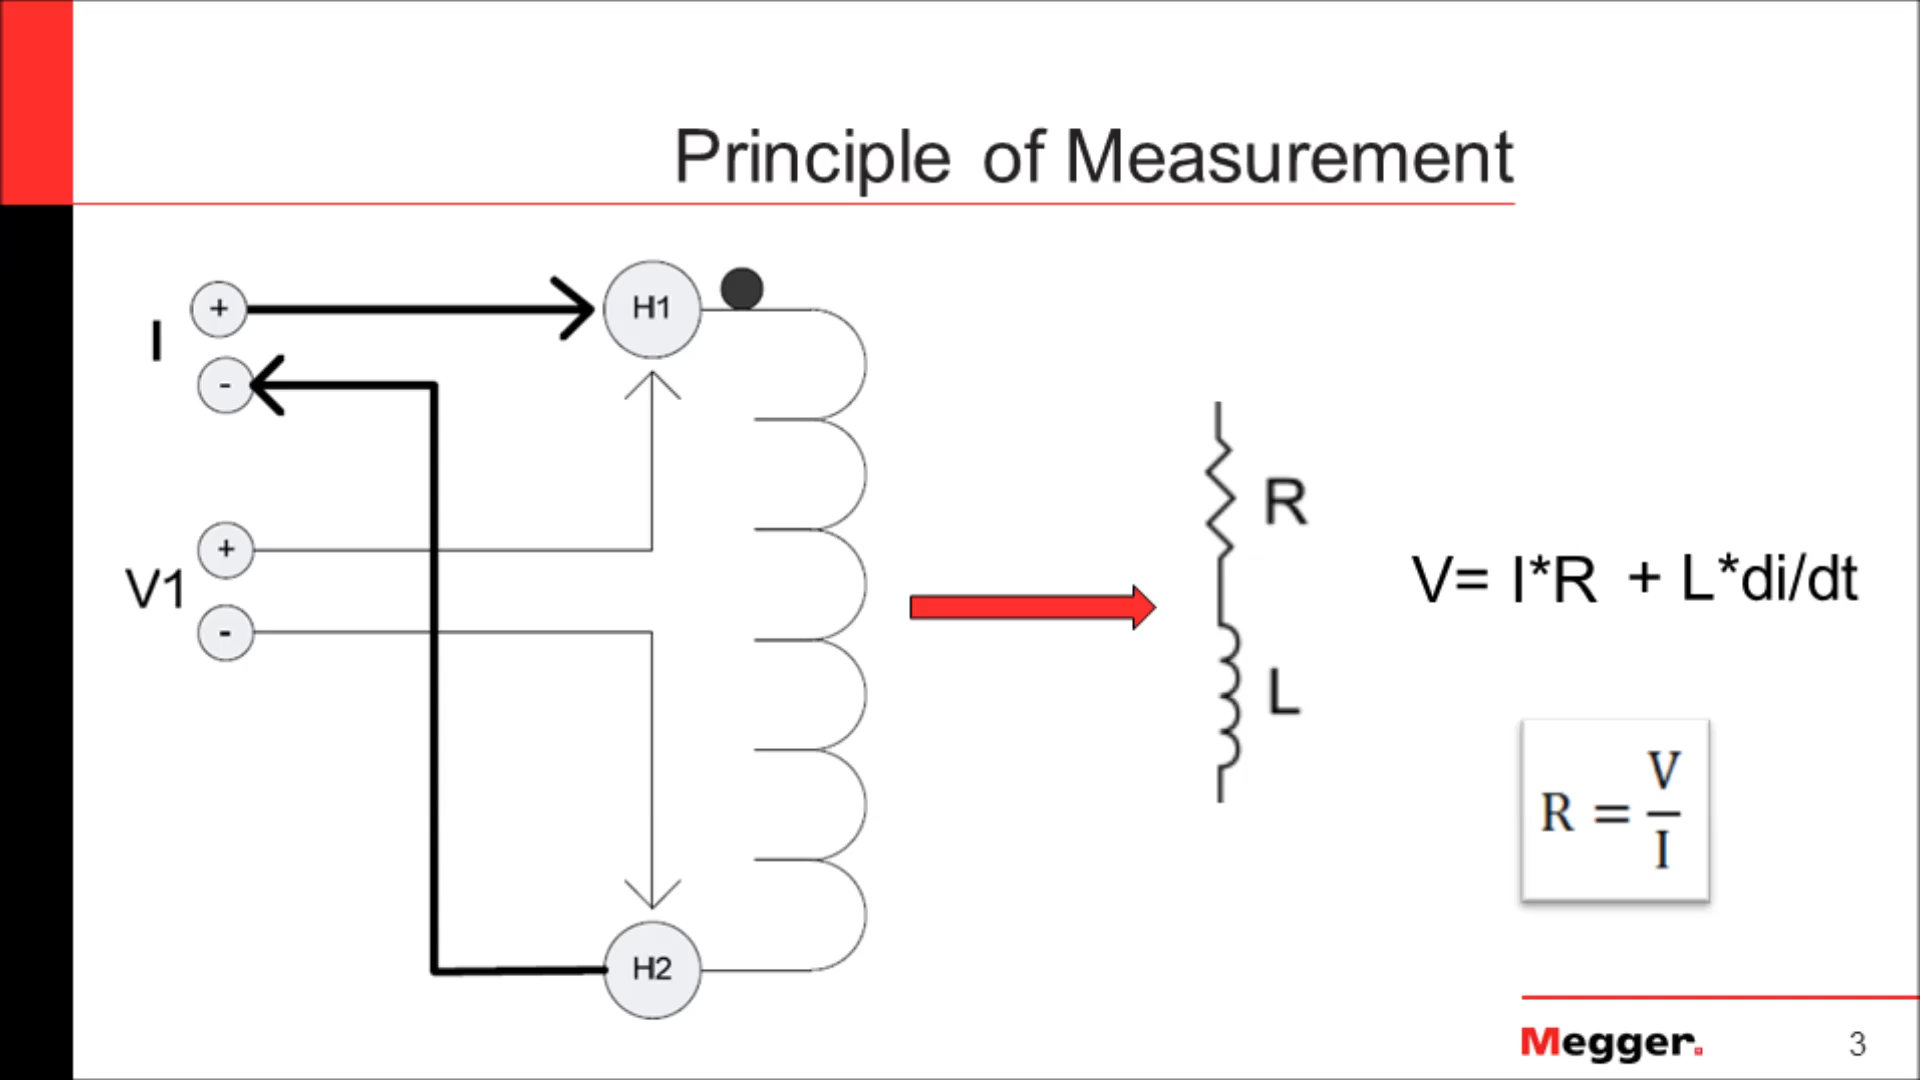 Principle of Measurement
I
+
-
H1
V1
+
-
H2
R
L
V= I*R + L*di/dt
R = V/I
Megger.
3